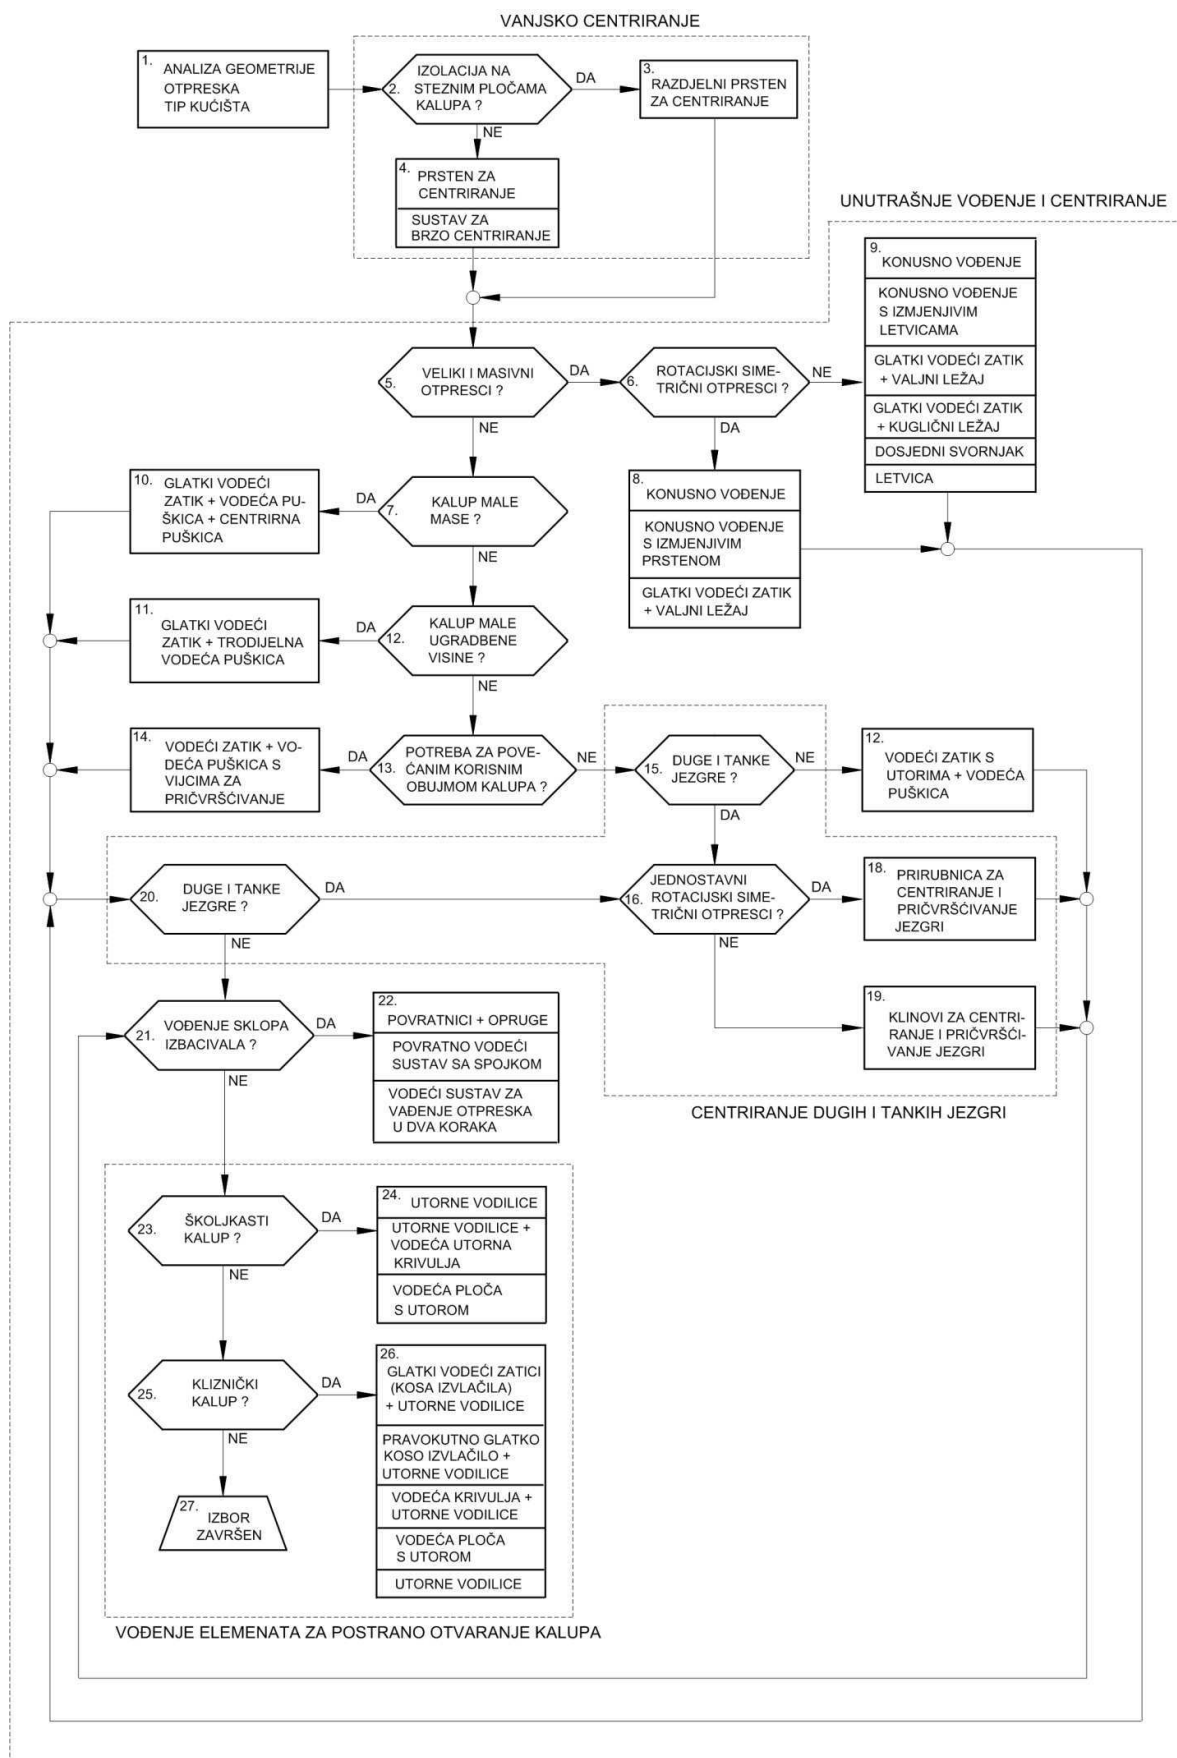 VANJSKO CENTRIRANJE
1.
ANALIZA GEOMETRIJE
OTPRESKA
TIP KUĆIŠTA
2.
IZOLACIJA NA
STEZNIM PLOČAMA
KALUPA ?
DA
3.
RAZDJELNI PRSTEN
ZA CENTRIRANJE
NE
4.
PRSTEN ZA
CENTRIRANJE
SUSTAV ZA
BRZO CENTRIRANJE
UNUTRAŠNJE VOĐENJE I CENTRIRANJE
5.
VELIKI I MASIVNI
OTPRESCI ?
DA
6.
ROTACIJSKI SIME-
TRIČNI OTPRESCI ?
NE
9.
KONUSNO VOĐENJE
KONUSNO VOĐENJE
S IZMJENJIVIM
LETVICAMA
GLATKI VODEĆI ZATIK
+ VALJNI LEŽAJ
GLATKI VODEĆI ZATIK
+ KUGLIČNI LEŽAJ
DOSJEDNI SVORNJAK
LETVICA
NE
DA
8.
KONUSNO VOĐENJE
KONUSNO VOĐENJE
S IZMJENJIVIM
PRSTENOM
GLATKI VODEĆI ZATIK
+ VALJNI LEŽAJ
7.
KALUP MALE
MASE ?
DA
10.
GLATKI VODEĆI
ZATIK + VODEĆA PU-
ŠKICA + CENTRIRNA
PUŠKICA
NE
12.
KALUP MALE
UGRADBENE
VISINE ?
DA
11.
GLATKI VODEĆI
ZATIK + TRODIJELNA
VODEĆA PUŠKICA
NE
13.
POTREBA ZA POVE-
ĆANIM KORISNIM
OBUJMOM KALUPA ?
DA
14.
VODEĆI ZATIK + VO-
DEĆA PUŠKICA S
VIJCIMA ZA
PRIČVRŠĆIVANJE
NE
15.
DUGE I TANKE
JEZGRE ?
NE
12.
VODEĆI ZATIK S
UTORIMA + VODEĆA
PUŠKICA
DA
20.
DUGE I TANKE
JEZGRE ?
DA
16.
JEDNOSTAVNI
ROTACIJSKI SIME-
TRIČNI OTPRESCI ?
DA
18.
PRIRUBNICA ZA
CENTRIRANJE I
PRIČVRŠĆIVANJE
JEZGRI
NE
NE
19.
KLINOVI ZA CENTRI-
RANJE I PRIČVRŠĆI-
VANJE JEZGRI
21.
VOĐENJE SKLOPA
IZBACIVALA ?
DA
22.
POVRATNICI + OPRUGE
POVRATNO VODEĆI
SUSTAV SA SPOJKOM
VODEĆI SUSTAV ZA
VAĐENJE OTPRESKA
U DVA KORAKA
NE
CENTRIRANJE DUGIH I TANKIH JEZGRI
23.
ŠKOLJKASTI
KALUP ?
DA
24.
UTORNE VODILICE
UTORNE VODILICE +
VODEĆA UTORNA
KRIVULJA
VODEĆA PLOČA
S UTOROM
NE
25.
KLIZNIČKI
KALUP ?
DA
26.
GLATKI VODEĆI ZATICI
(KOSA IZVLAČILA)
+ UTORNE VODILICE
PRAVOKUTNO GLATKO
KOSO IZVLAČILO +
UTORNE VODILICE
VODEĆA KRIVULJA +
UTORNE VODILICE
VODEĆA PLOČA
S UTOROM
UTORNE VODILICE
NE
27.
IZBOR
ZAVRŠEN
VOĐENJE ELEMENATA ZA POSTRANO OTVARANJE KALUPA